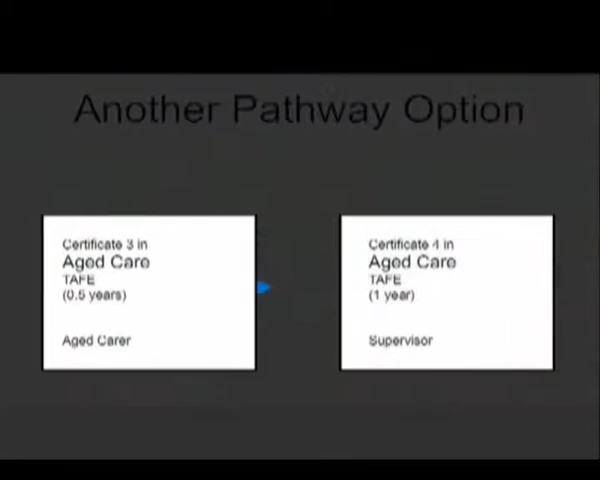 Another Pathway Option
Certificate 3 in
Aged Care
TAFE
(0.5 years)
Aged Carer
Certificate 4 in
Aged Care
TAFE
(1 year)
Supervisor